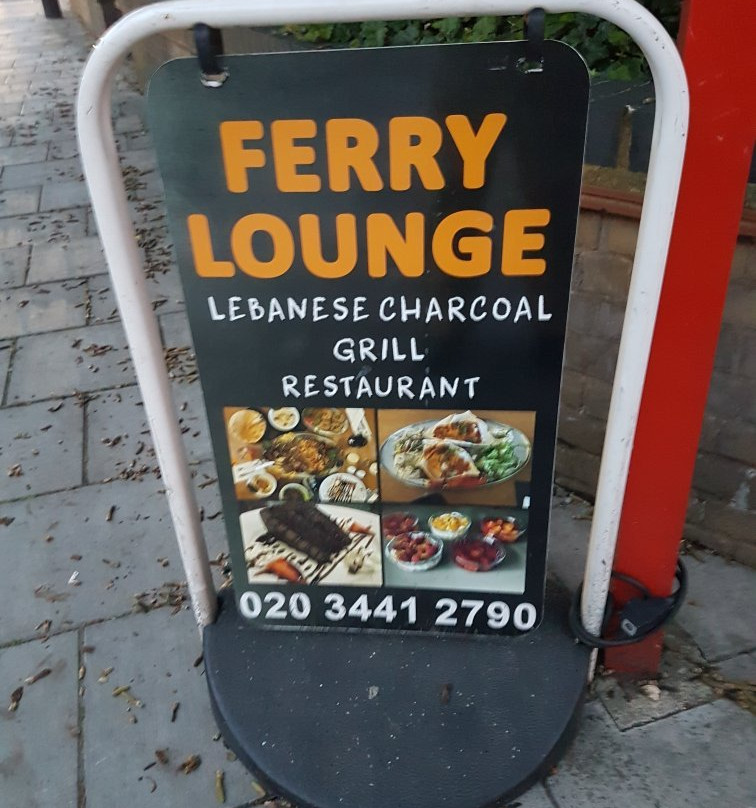 FERRY
LOUNGE
LEBANESE CHARCOAL
GRILL
RESTAURANT
020 3441 2790